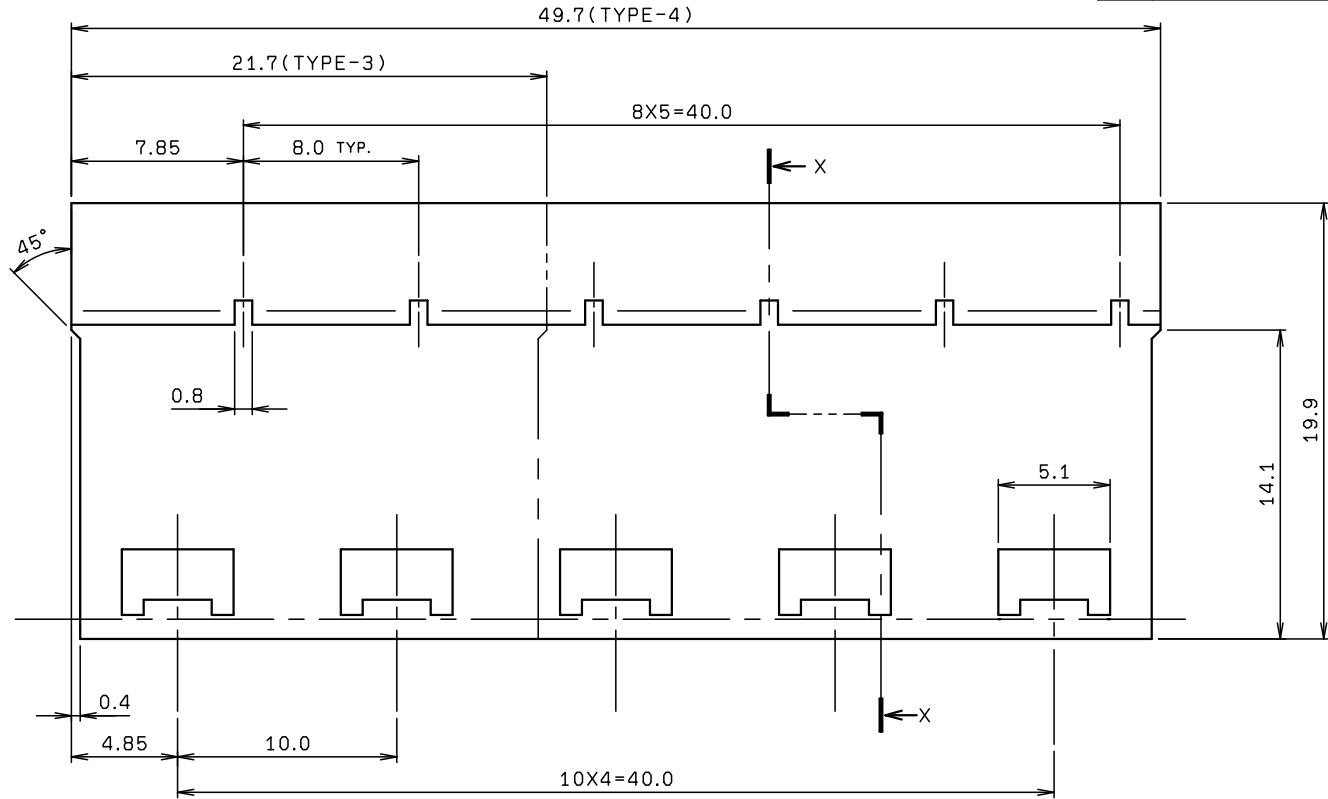 49.7(TYPE-4)
21.7(TYPE-3)
8X5=40.0
7.85
8.0 TYP.
X
45°
0.8
5.1
14.1
19.9
0.4
X
4.85
10.0
10X4=40.0